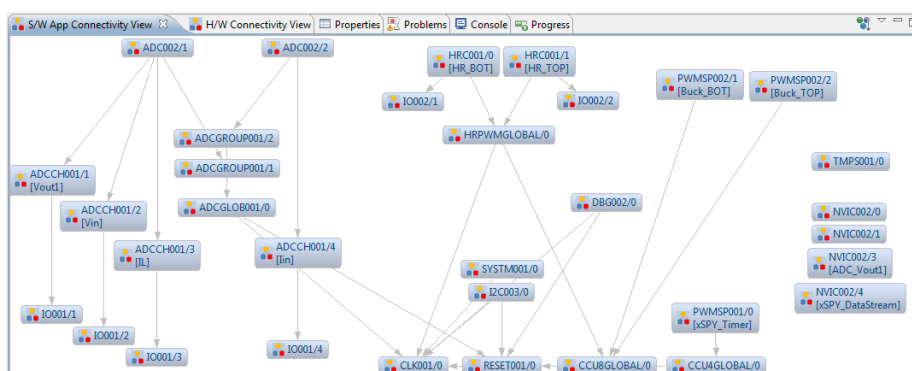 S/W App Connectivity View
H/W Connectivity View
Properties
Problems
Console
Progress
ADC002/1
ADC002/2
HRC001/0
[HR_BOT]
HRC001/1
[HR_TOP]
PWMSP002/1
[Buck_BOT]
PWMSP002/2
[Buck_TOP]
IO002/1
IO002/2
ADCGROUP001/2
HRPWMGLOBAL/0
ADCGROUP001/1
TMPS001/0
ADCCH001/1
[Vout1]
ADCGLOB001/0
DBG002/0
ADCCH001/2
[Vin]
NVIC002/0
NVIC002/1
ADCCH001/3
[IL]
ADCCH001/4
[Iin]
SYSTM001/0
NVIC002/3
[ADC_Vout1]
I2C003/0
NVIC002/4
[xSPY_DataStream]
IO001/1
PWMSP001/0
[xSPY_Timer]
IO001/2
IO001/4
IO001/3
CLK001/0
RESET001/0
CCU8GLOBAL/0
CCU4GLOBAL/0